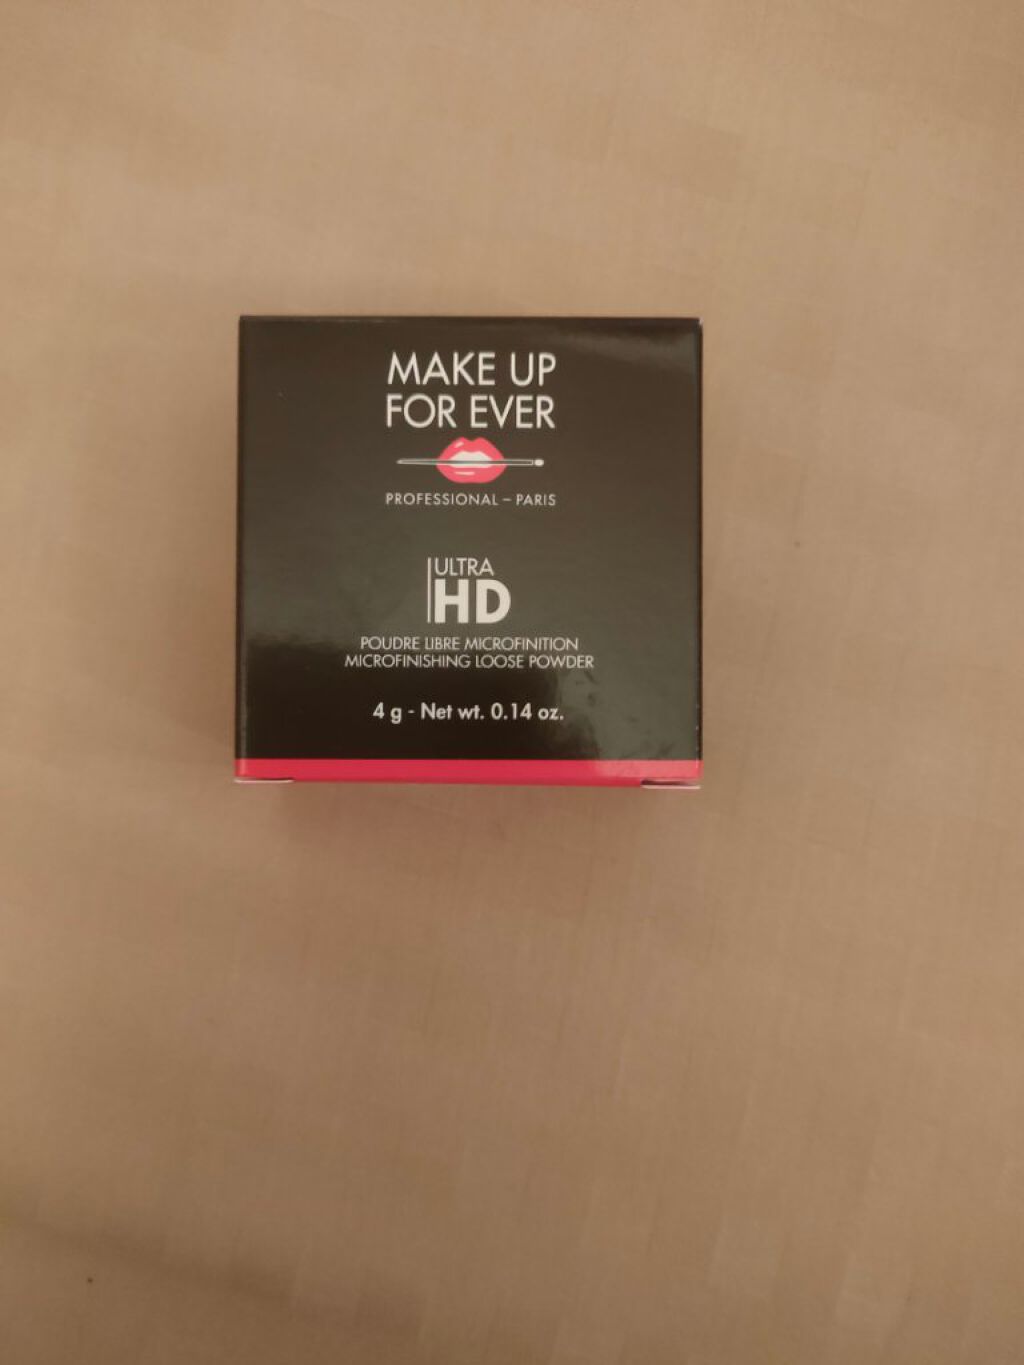 MAKE UP
FOR EVER
PROFESSIONAL – PARIS
ULTRA
HD
POUDRE LIBRE MICROFINITION
MICROFINISHING LOOSE POWDER
4 g - Net wt. 0.14 oz.